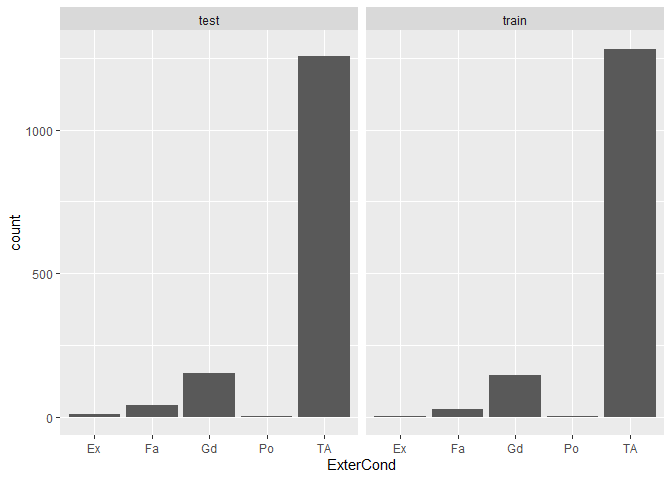 test train
1000
count
500
0
Ex Fa Gd Po TA Ex Fa Gd Po TA
ExterCond